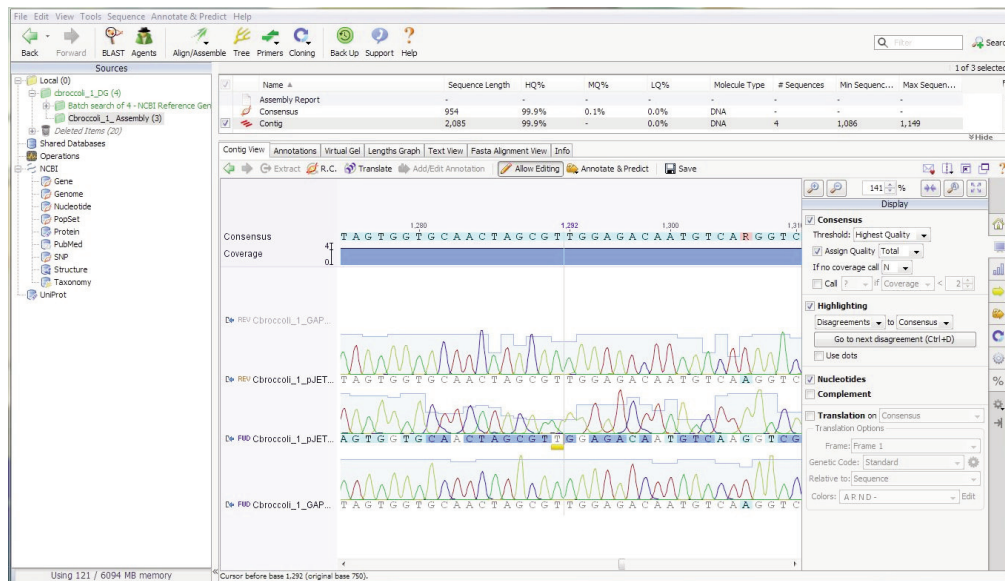 File Edit View Tools Sequence Annotate & Predict Help
Back Forward BLAST Agents Align/Assemble Tree Primers Cloning Back Up Support Help
Filter
1 of 3 selected
Sources
Local (0)
cbroccoli_1_DG (4)
Batch search of 4 - NCBI Reference Gen
Cbroccoli_1_ Assembly (3)
Deleted Items (20)
Shared Databases
Operations
NCBI
Gene
Genome
Nucleotide
PopSet
Protein
PubMed
SNP
Structure
Taxonomy
UniProt
Name Sequence Length HQ% MQ% LQ% Molecule Type # Sequences Min Sequenc... Max Sequen...
Assembly Report - - - - - - - -
Consensus 954 99.9% 0.1% 0.0% DNA - - -
Contig 2,085 99.9% - 0.0% DNA 4 1,086 1,149
Hide
Contig View Annotations Virtual Gel Lengths Graph Text View Fasta Alignment View Info
Extract R.C. Translate Add/Edit Annotation Allow Editing Annotate & Predict Save
141 %
Display
1,280 1,292 1,300
Consensus T A G T G G T G C A A C T A G C G T T G G A G A C A A T G T C A R G G T C
Coverage
4
0
REV Cbroccoli_1_GAP...
REV Cbroccoli_1_pJET... T A G T G G T G C A A C T A G C G T T G G A G A C A A T G T C A A G G T C
FWD Cbroccoli_1_pJET... A G T G G T G C A A C T A G C G T T G G A G A C A A T G T C A A G G T C G
FWD Cbroccoli_1_GAP... T A G T G G T G C A A C T A G C G T T G G A G A C A A T G T C A A G G T C
Consensus
Threshold: Highest Quality
Assign Quality Total
If no coverage call N
Call ? if Coverage < 2
Highlighting
Disagreements to Consensus
Go to next disagreement (Ctrl+D)
Use dots
Nucleotides
Complement
Translation on Consensus
Translation Options
Frame: Frame 1
Genetic Code: Standard
Relative to: Sequence
Colors: A R N D - Edit
Using 121 / 6094 MB memory
Cursor before base 1,292 (original base 750).